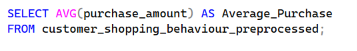 SELECT AVG(purchase_amount) AS Average_Purchase
FROM customer_shopping_behaviour_preprocessed;